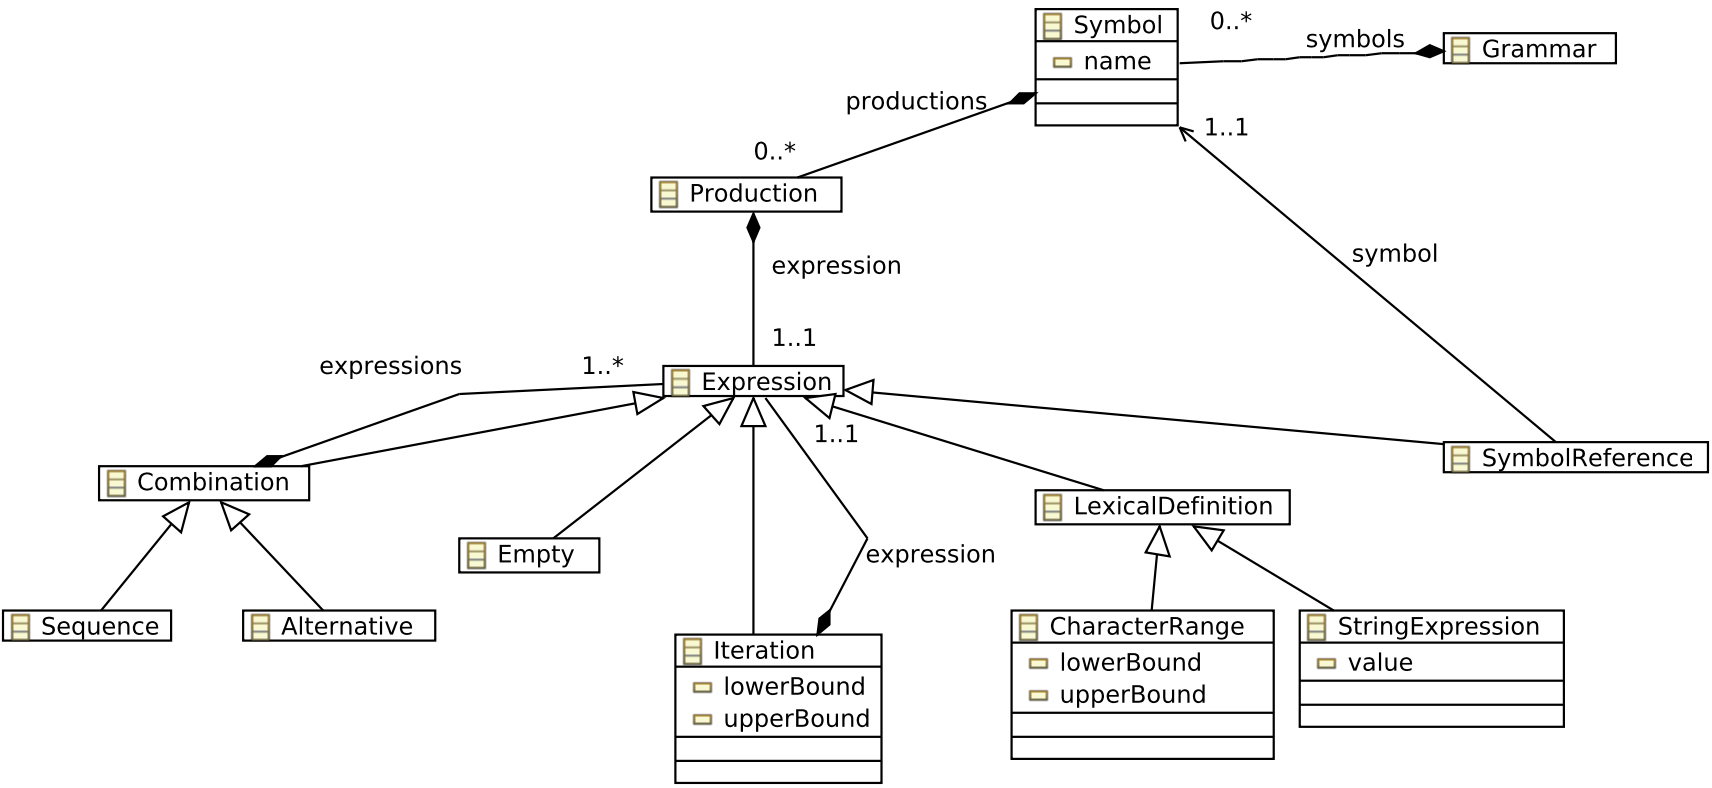 Symbol
name
0..*
symbols
Grammar
productions
0..*
1..1
Production
expression
symbol
1..1
expressions
1..*
Expression
1..1
Combination
SymbolReference
LexicalDefinition
Empty
expression
Sequence
Alternative
Iteration
lowerBound
upperBound
CharacterRange
lowerBound
upperBound
StringExpression
value